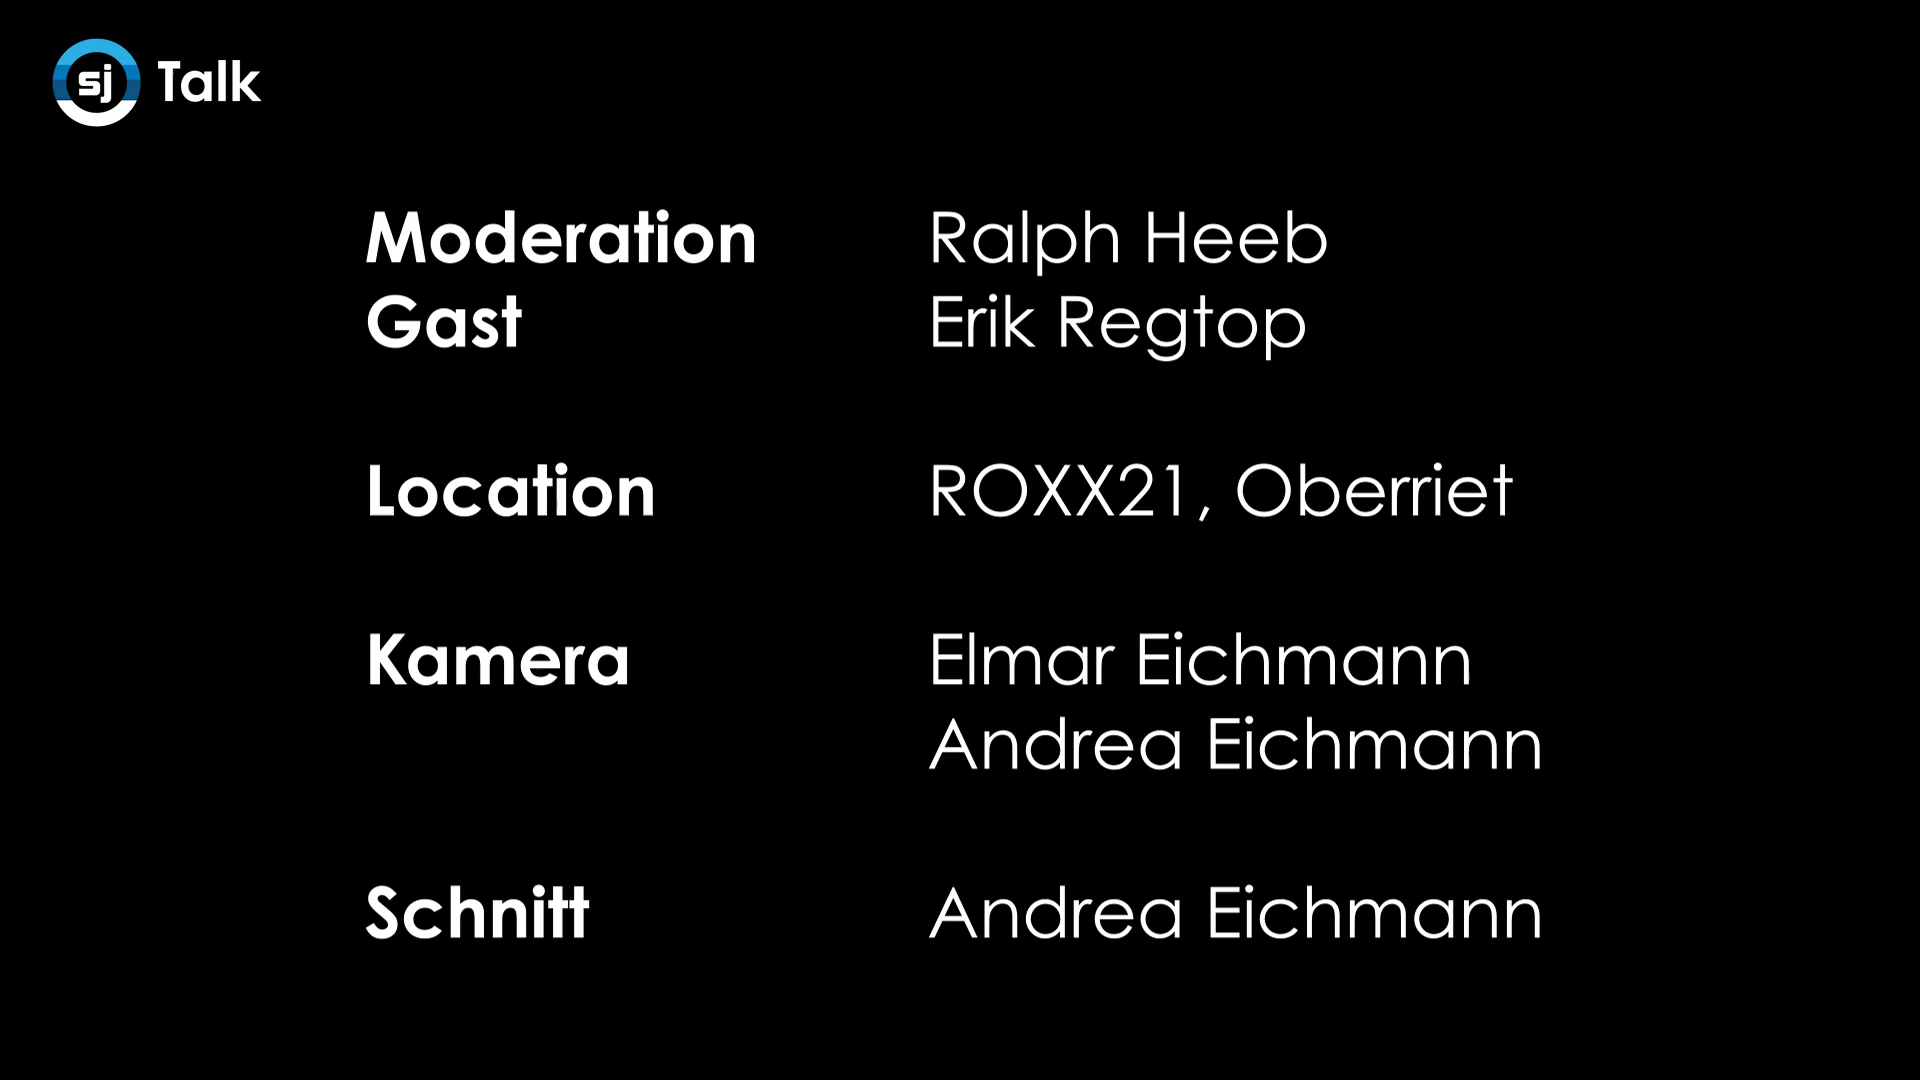 sj Talk
Moderation Ralph Heeb
Gast Erik Regtop
Location ROXX21, Oberriet
Kamera Elmar Eichmann
Andrea Eichmann
Schnitt Andrea Eichmann